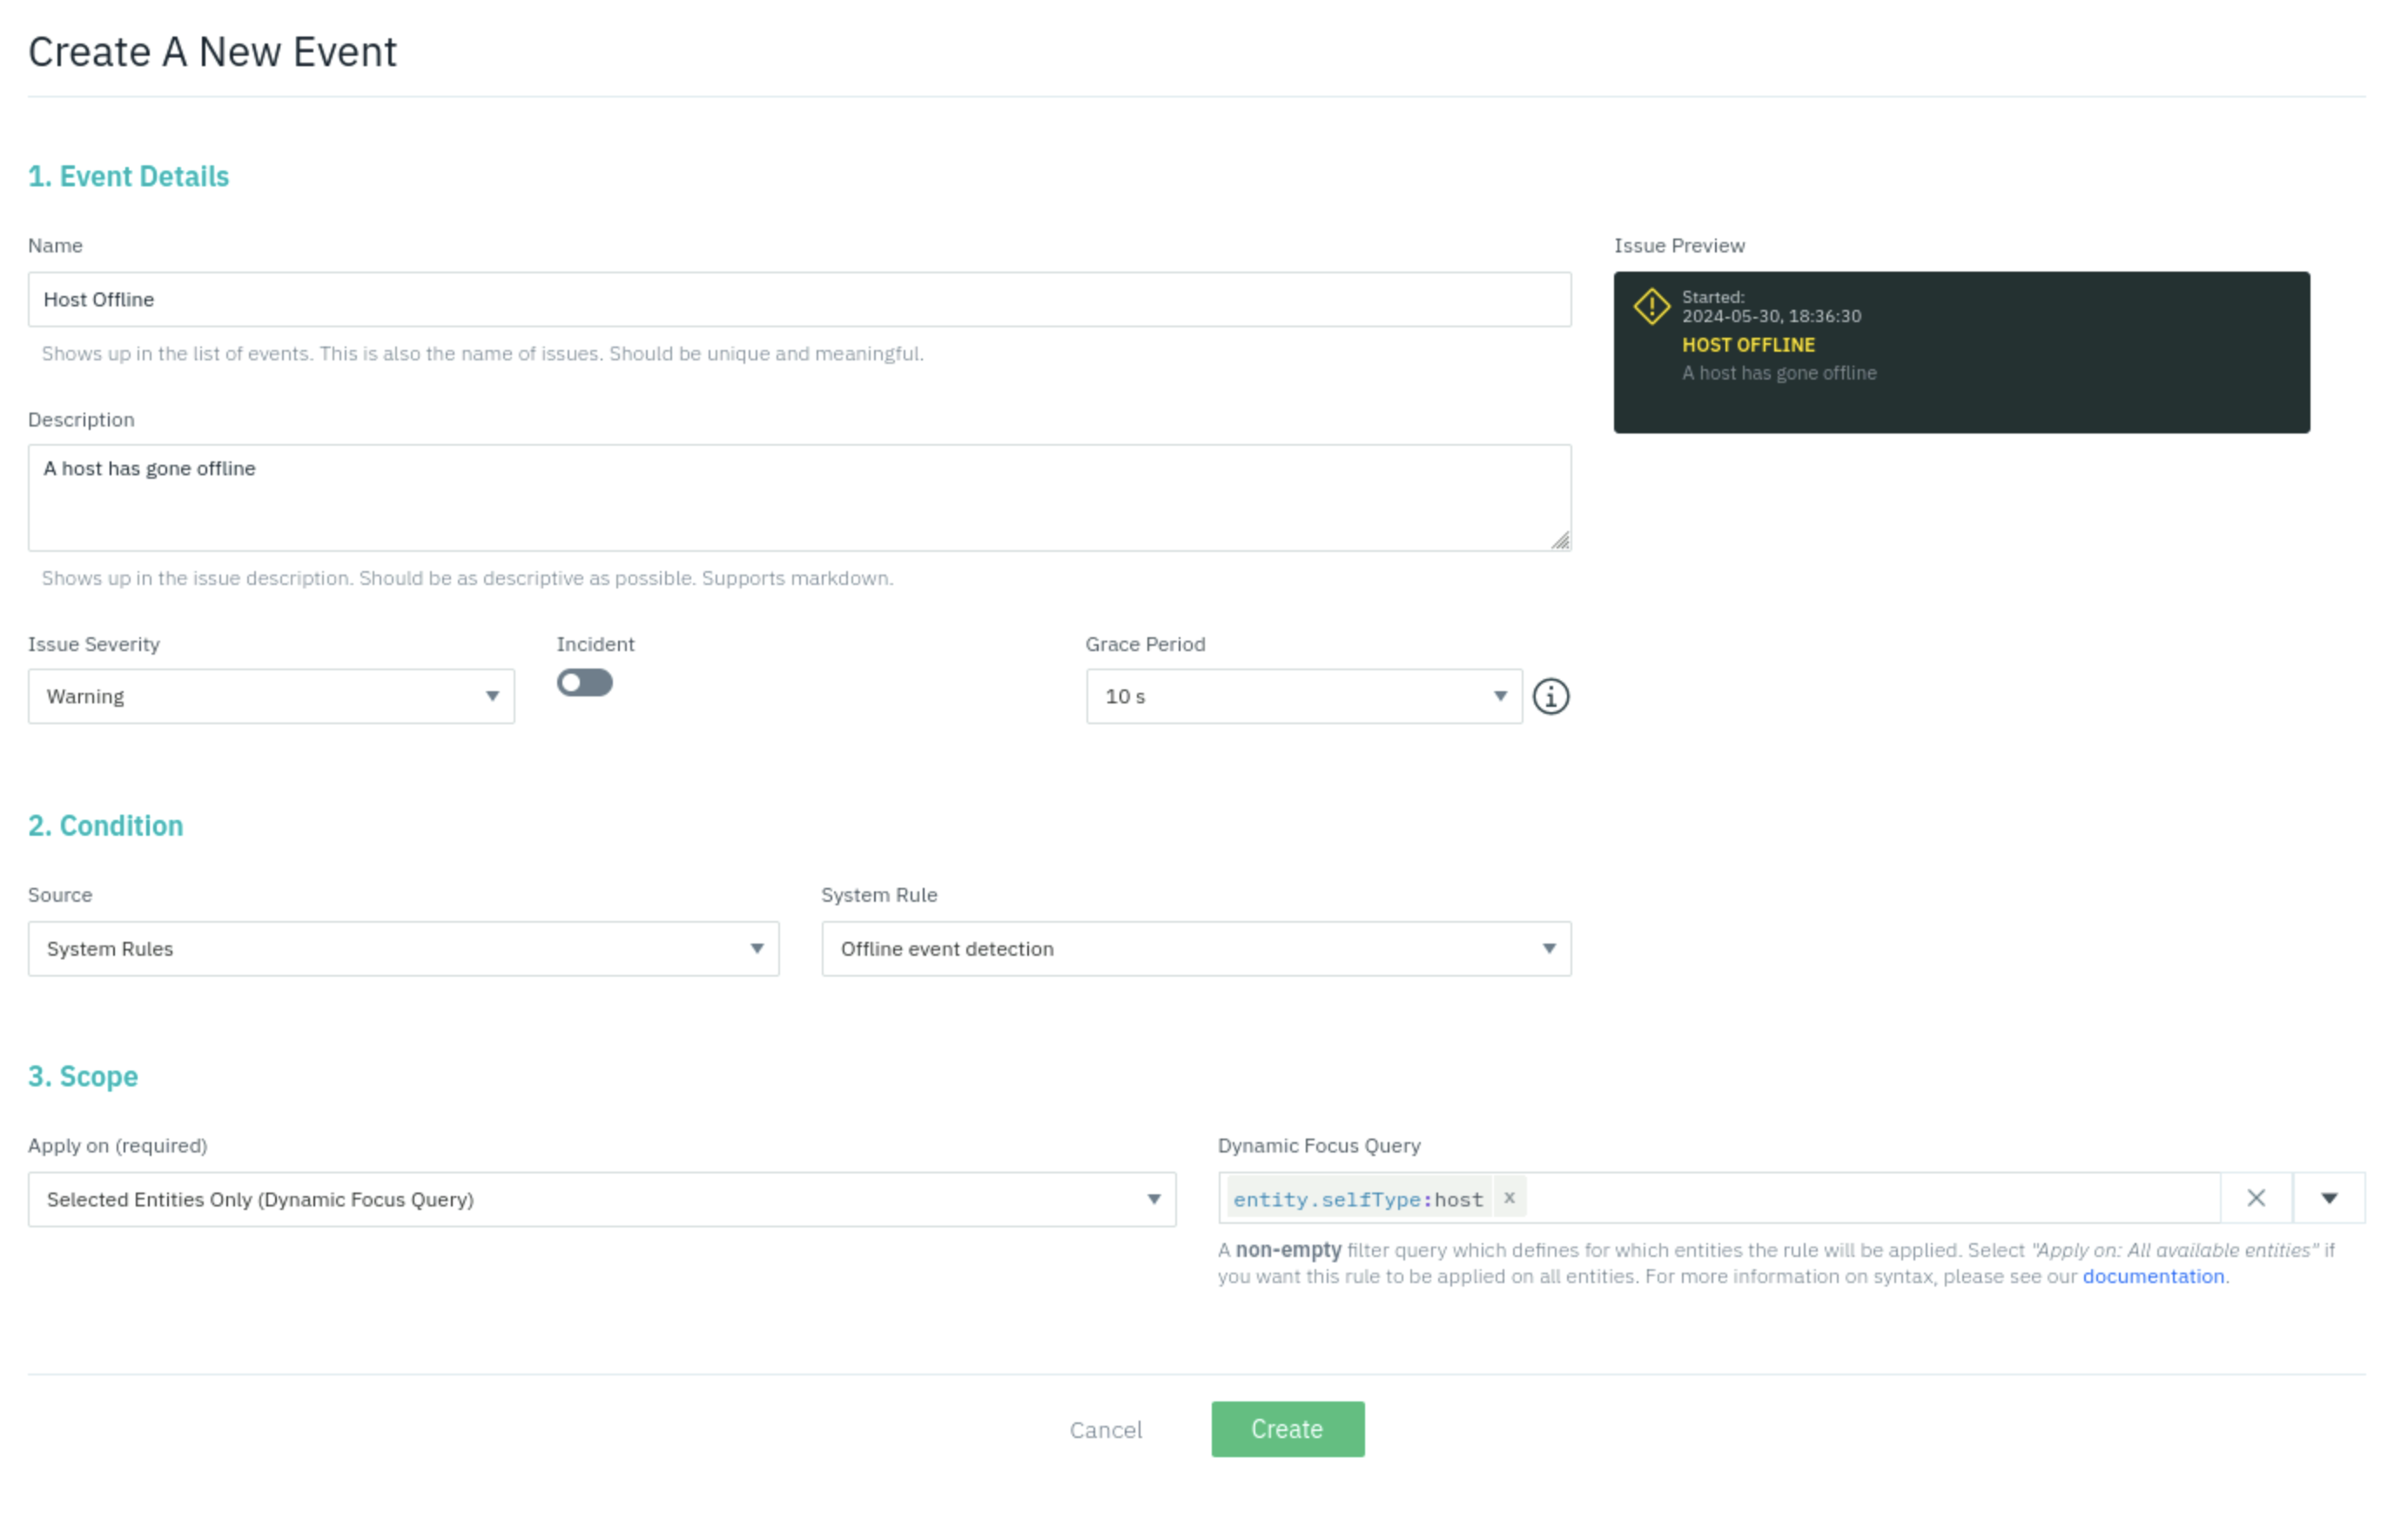 Create A New Event
1. Event Details
Name
Host Offline
Shows up in the list of events. This is also the name of issues. Should be unique and meaningful.
Issue Preview
Started:
2024-05-30, 18:36:30
HOST OFFLINE
A host has gone offline
Description
A host has gone offline
Shows up in the issue description. Should be as descriptive as possible. Supports markdown.
Issue Severity
Warning
Incident
Grace Period
10 s
2. Condition
Source
System Rules
System Rule
Offline event detection
3. Scope
Apply on (required)
Selected Entities Only (Dynamic Focus Query)
Dynamic Focus Query
entity.selfType:host x
A non-empty filter query which defines for which entities the rule will be applied. Select "Apply on: All available entities" if
you want this rule to be applied on all entities. For more information on syntax, please see our documentation.
Cancel
Create